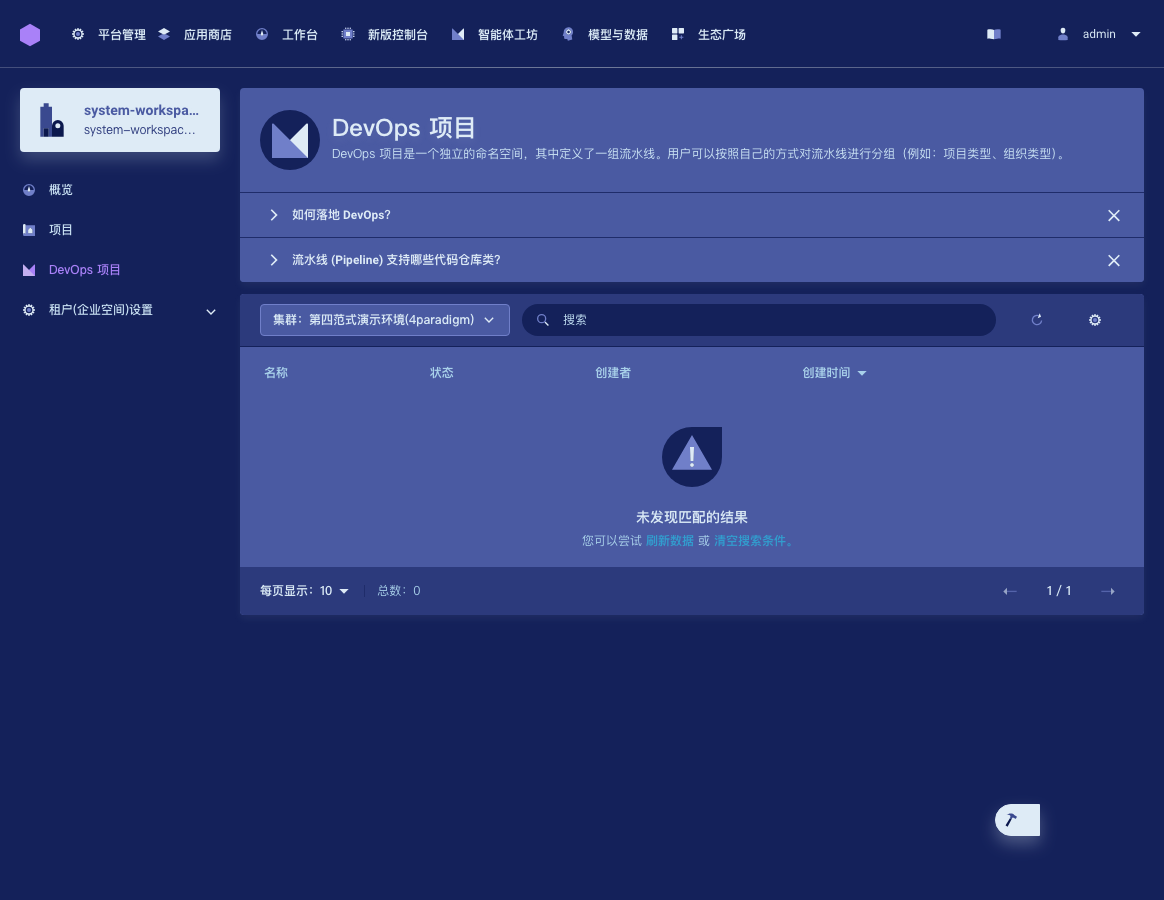 平台管理 应用商店 工作台 新版控制台 智能体工坊 模型与数据 生态广场 admin
system-workspa...
system-workspac...
概览
项目
DevOps 项目
租户(企业空间)设置
DevOps 项目
DevOps 项目是一个独立的命名空间，其中定义了一组流水线。用户可以按照自己的方式对流水线进行分组（例如：项目类型、组织类型）。
如何落地 DevOps？
流水线 (Pipeline) 支持哪些代码仓库类？
集群：第四范式演示环境(4paradigm) 搜索
名称 状态 创建者 创建时间
未发现匹配的结果
您可以尝试 刷新数据 或 清空搜索条件。
每页显示：10 总数：0 1 / 1